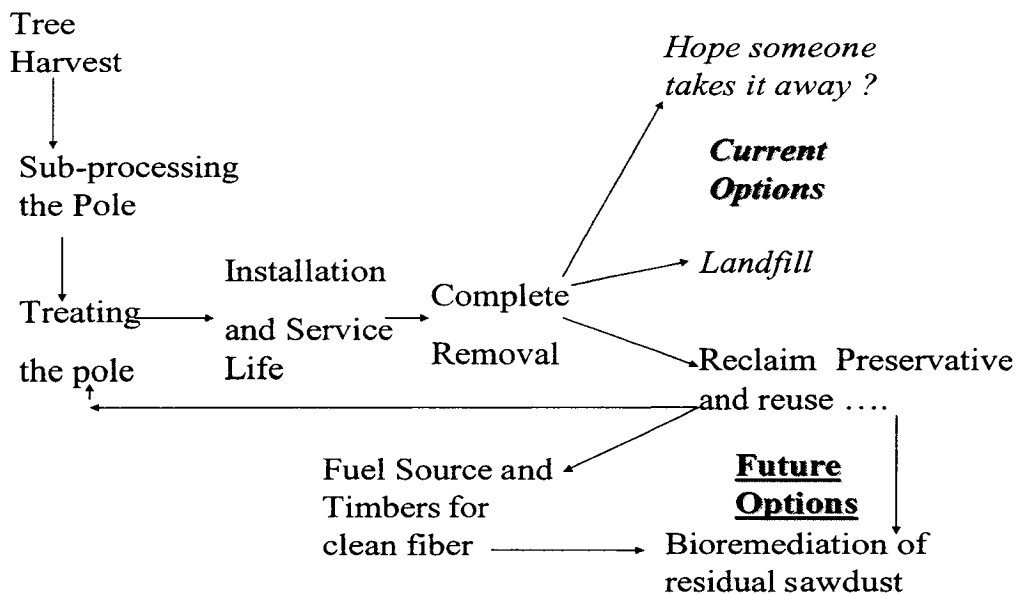 Tree
Harvest
Sub-processing
the Pole
Treating
the pole
Installation
and Service
Life
Complete
Removal
Hope someone
takes it away ?
Current
Options
Landfill
Reclaim Preservative
and reuse ....
Fuel Source and
Timbers for
clean fiber
Future
Options
Bioremediation of
residual sawdust